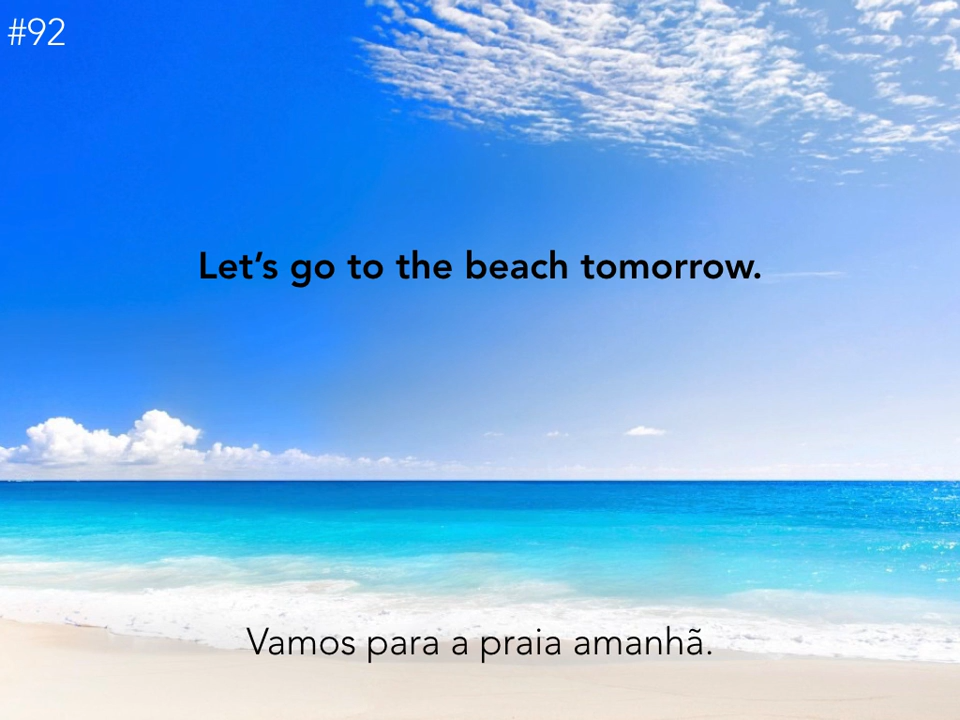 #92
Let’s go to the beach tomorrow.
Vamos para a praia amanhã.